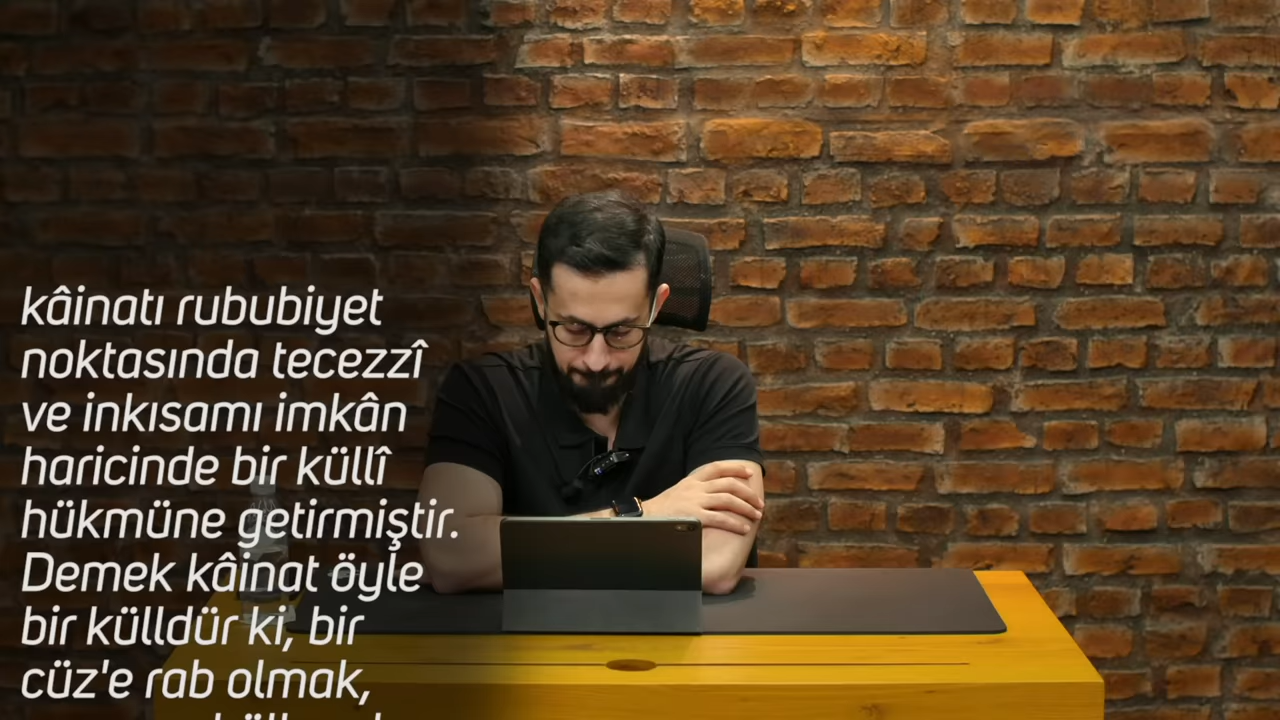 kâinatı rububiyet
noktasında tecezzî
ve inkısamı imkân
haricinde bir küllî
hükmüne getirmiştir.
Demek kâinat öyle
bir külldür ki, bir
cüz'e rab olmak,